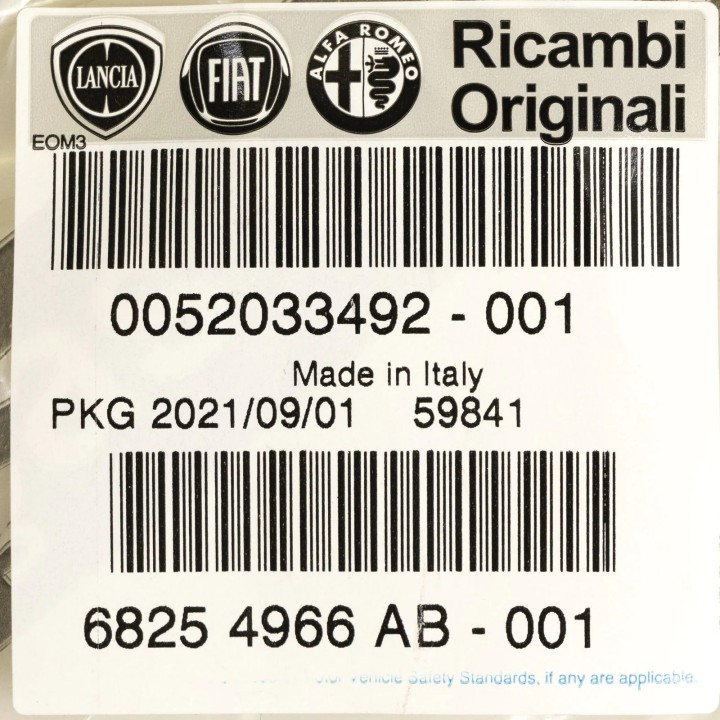 LANCIA FIAT ALFA ROMEO Ricambi
Originali
EOM3
0052033492 - 001
Made in Italy
PKG 2021/09/01 59841
6825 4966 AB - 001
Vehicle Safety Standards, if any are applicable.